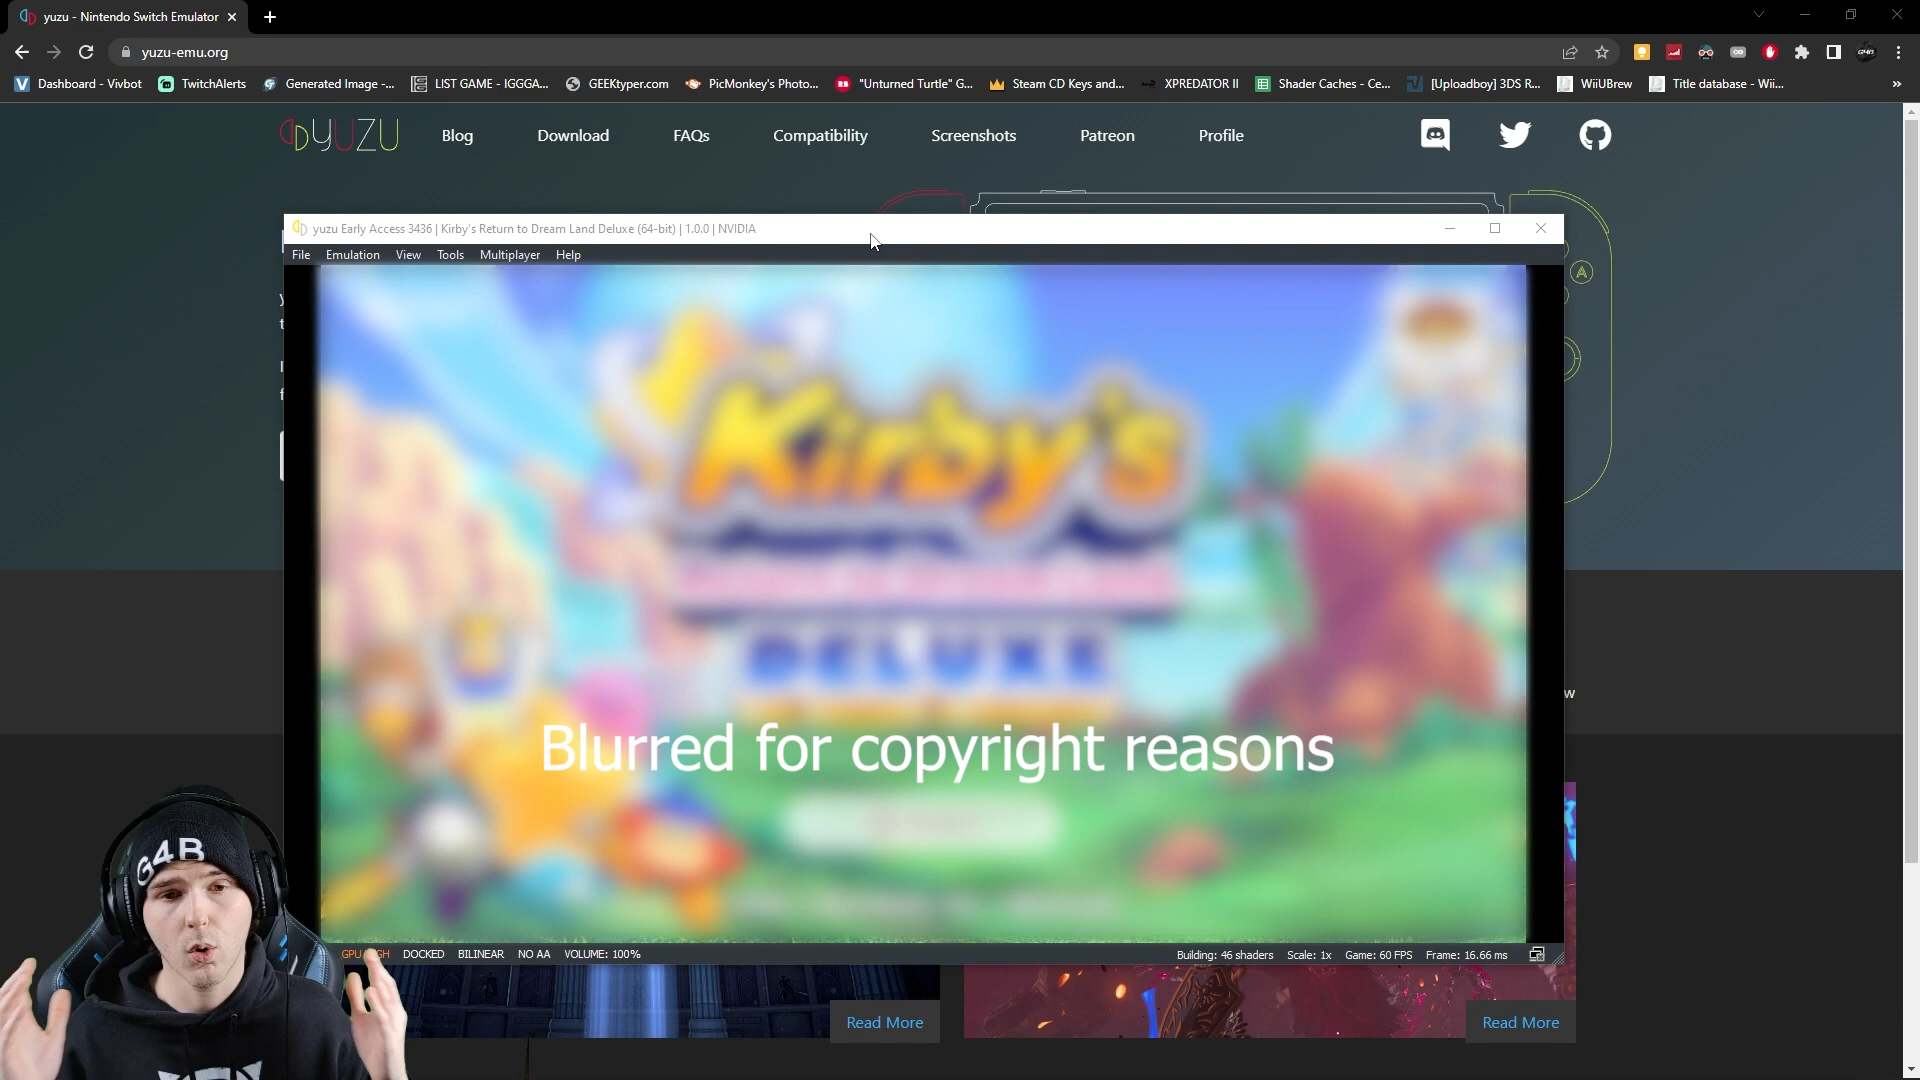 yuzu - Nintendo Switch Emulator
yuzu-emu.org
Dashboard - Vivbot TwitchAlerts Generated Image -... LIST GAME - IGGGA... GEEKtyper.com PicMonkey's Photo... "Unturned Turtle" G... Steam CD Keys and... XPREDATOR II Shader Caches - Ce... [Uploadboy] 3DS R... WiiUBrew Title database - Wii...
YUZU Blog Download FAQs Compatibility Screenshots Patreon Profile
yuzu Early Access 3436 | Kirby's Return to Dream Land Deluxe (64-bit) | 1.0.0 | NVIDIA
File Emulation View Tools Multiplayer Help
A
Kirby's
DELUXE
w
Blurred for copyright reasons
G4B
DOCKED BILINEAR NO AA VOLUME: 100% Building: 46 shaders Scale: 1x Game: 60 FPS Frame: 16.66 ms
Read More Read More